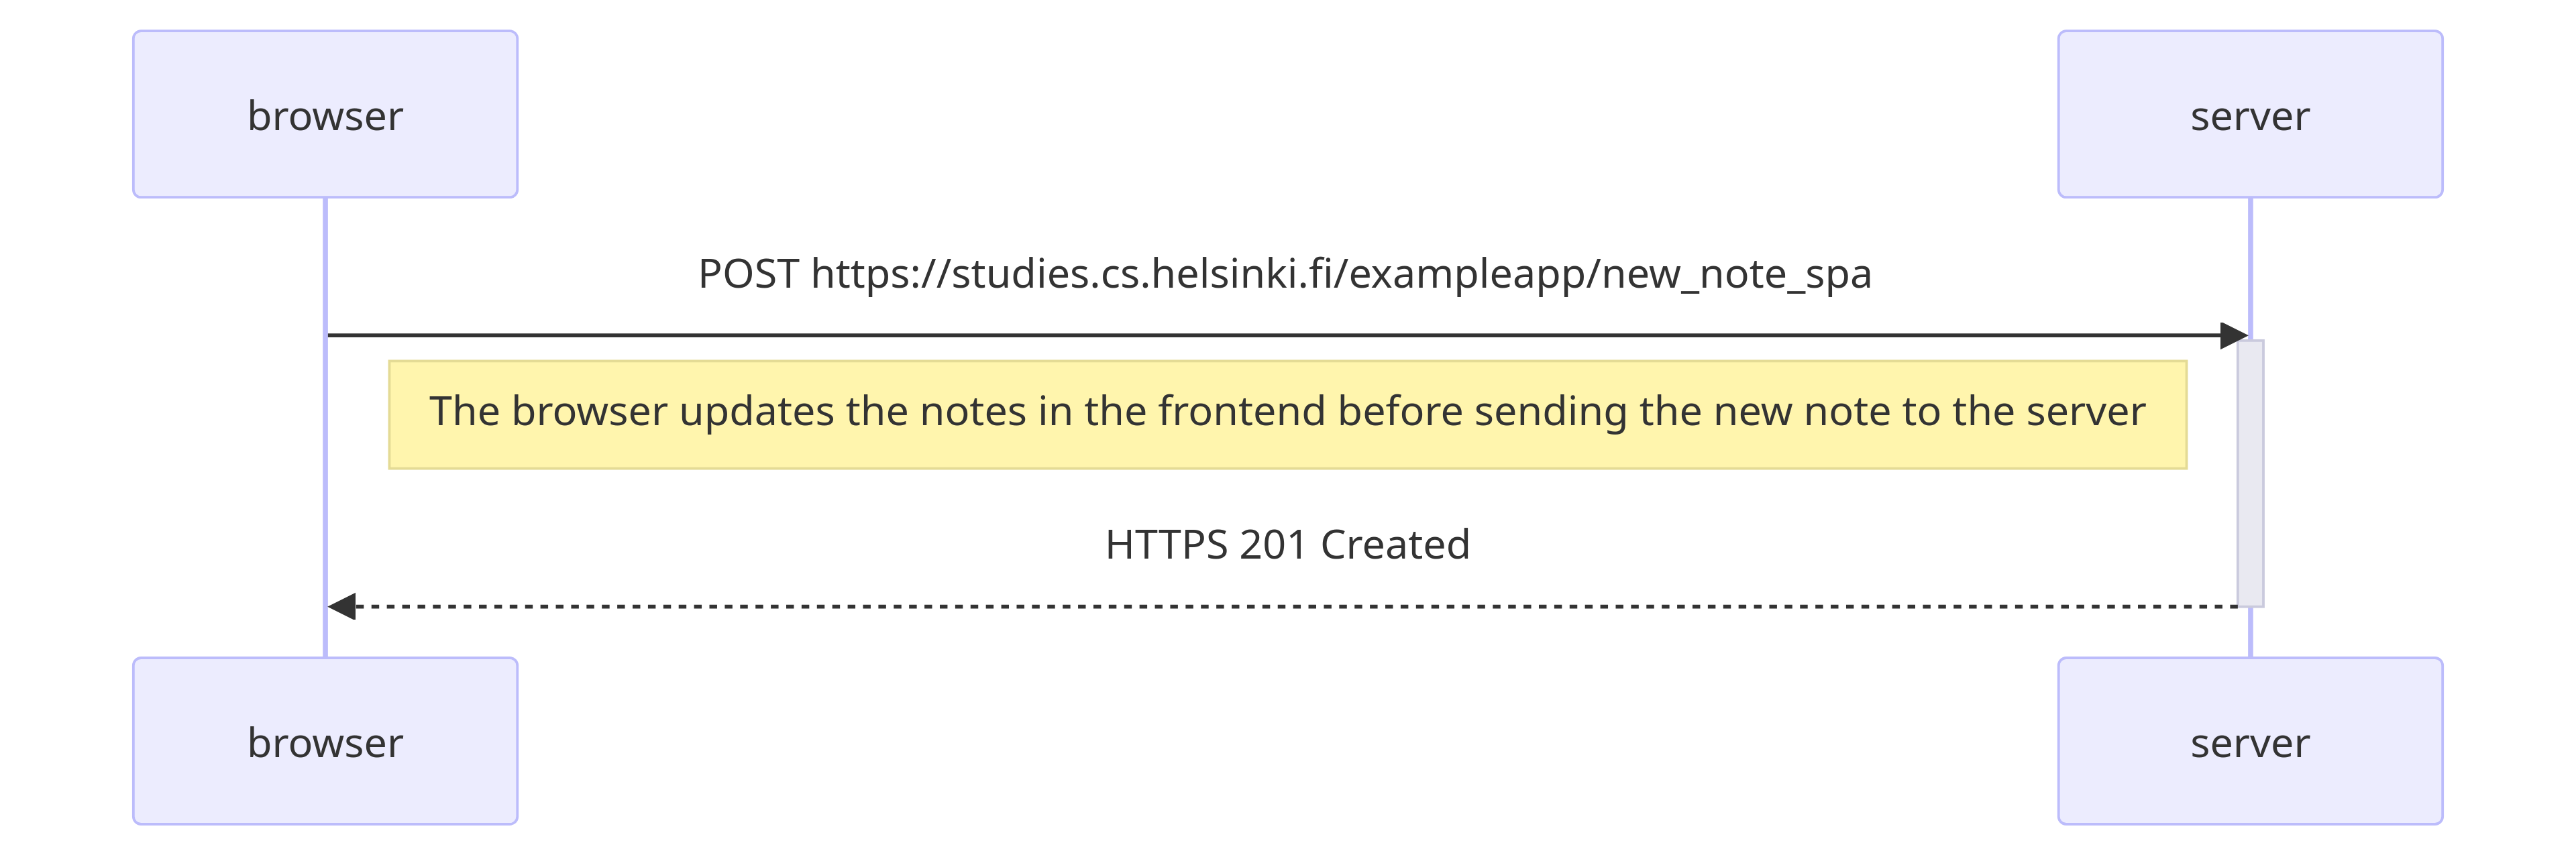 browser
server
POST https://studies.cs.helsinki.fi/exampleapp/new_note_spa
The browser updates the notes in the frontend before sending the new note to the server
HTTPS 201 Created
browser
server